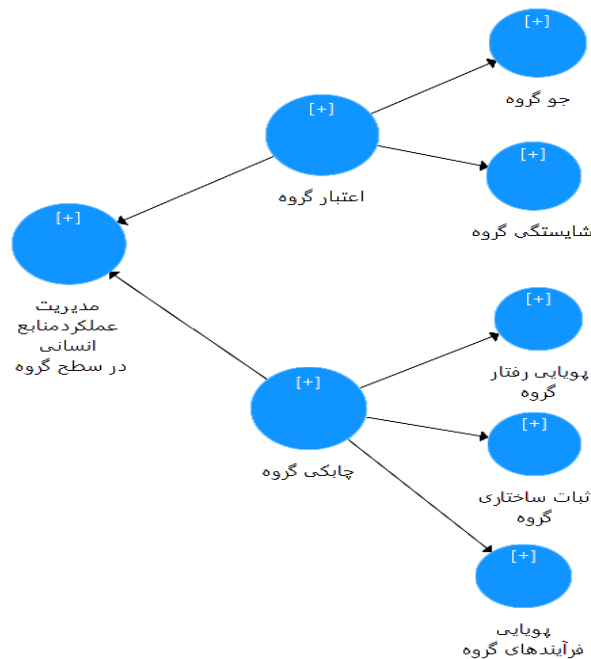 [+]
جو گروه
[+]
اعتبار گروه
[+]
شایستگی گروه
[+]
مدیریت
عملکردمنابع
انسانی
در سطح گروه
[+]
پویایی رفتار
گروه
[+]
چابکی گروه
[+]
ثبات ساختاری
گروه
[+]
پویایی
فرآیندهای گروه